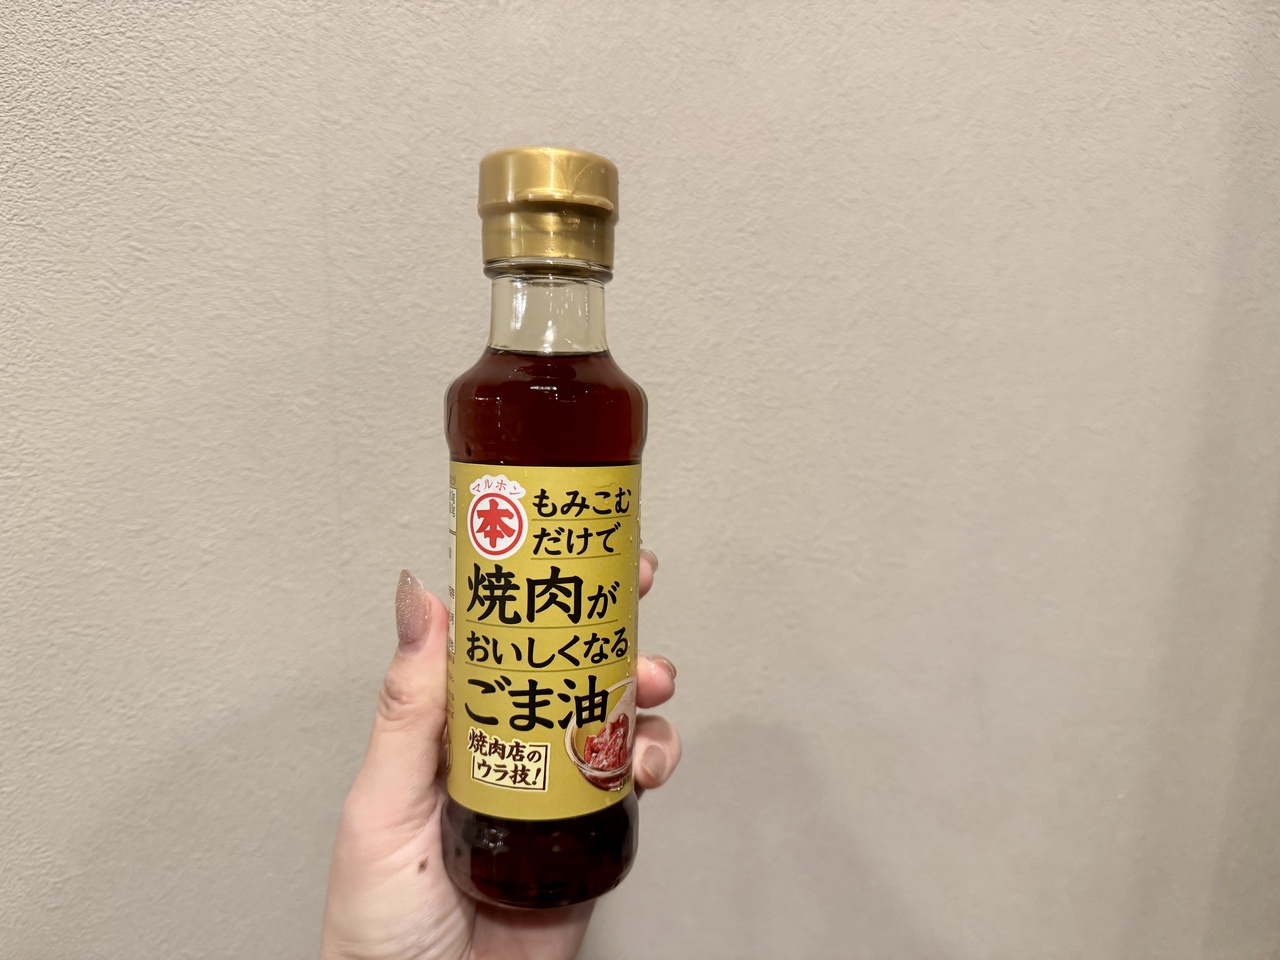 マルホン
本
もみこむ
だけで
焼肉が
おいしくなる
ごま油
焼肉店の
ウラ技!